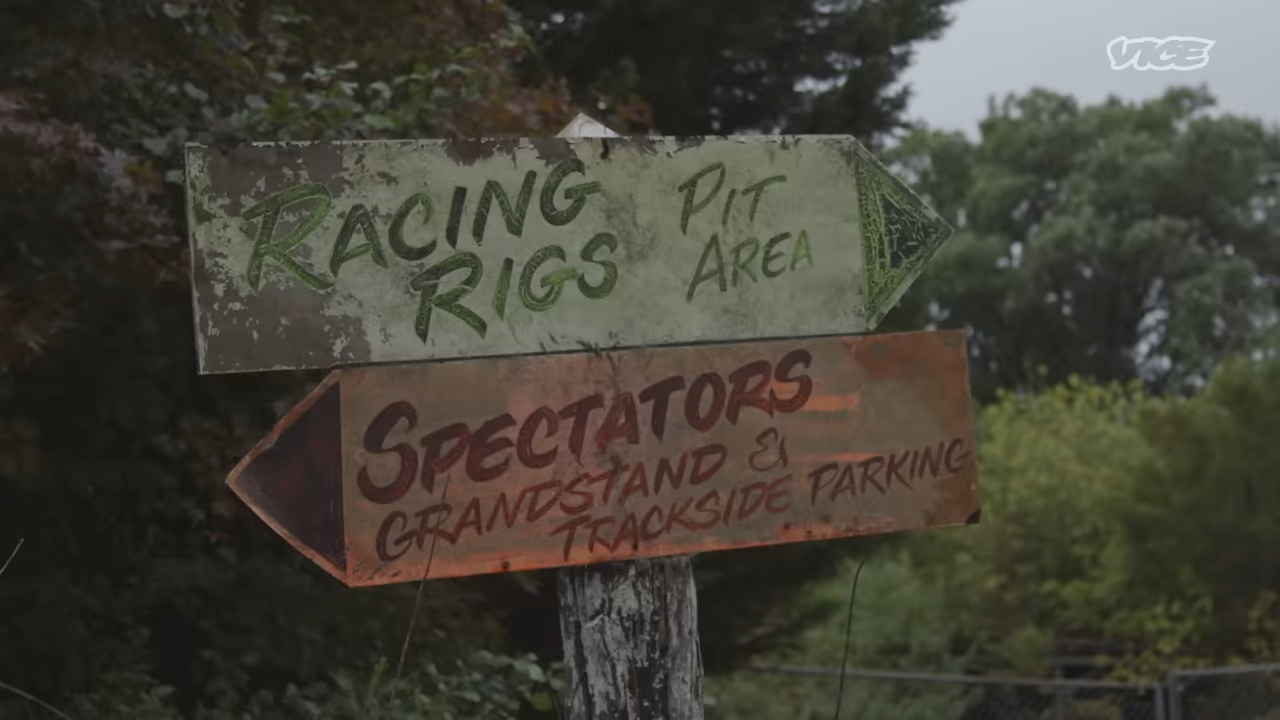 VICE
RACING PIT
RIGS AREA
SPECTATORS
GRANDSTAND &
TRACKSIDE PARKING